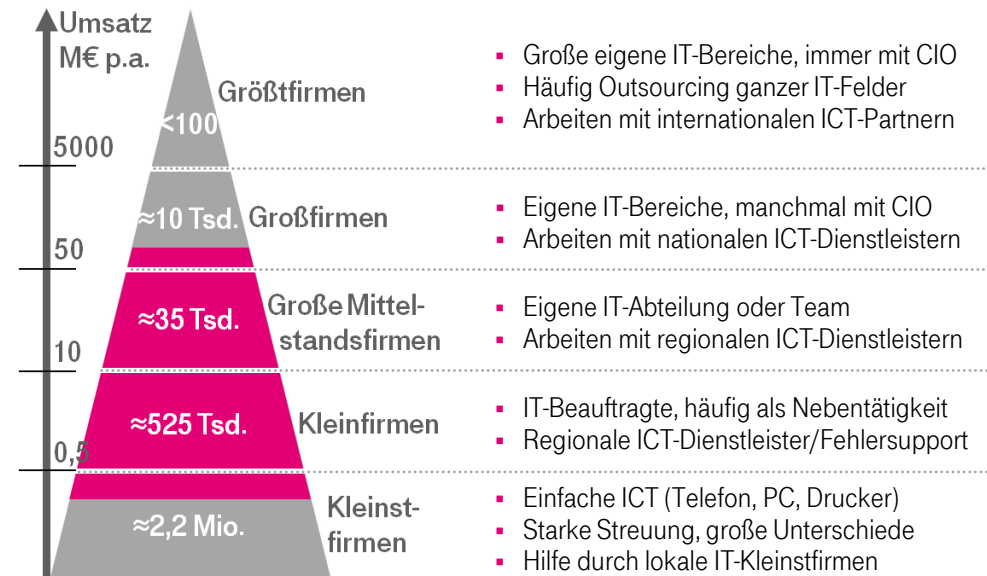 Umsatz
M€ p.a.
Größtfirmen
<100
▪ Große eigene IT-Bereiche, immer mit CIO
▪ Häufig Outsourcing ganzer IT-Felder
▪ Arbeiten mit internationalen ICT-Partnern
5000
≈10 Tsd.
Großfirmen
▪ Eigene IT-Bereiche, manchmal mit CIO
▪ Arbeiten mit nationalen ICT-Dienstleistern
50
≈35 Tsd.
Große Mittel-
standsfirmen
▪ Eigene IT-Abteilung oder Team
▪ Arbeiten mit regionalen ICT-Dienstleistern
10
≈525 Tsd.
Kleinfirmen
▪ IT-Beauftragte, häufig als Nebentätigkeit
▪ Regionale ICT-Dienstleister/Fehlersupport
0,5
≈2,2 Mio.
Kleinst-
firmen
▪ Einfache ICT (Telefon, PC, Drucker)
▪ Starke Streuung, große Unterschiede
▪ Hilfe durch lokale IT-Kleinstfirmen